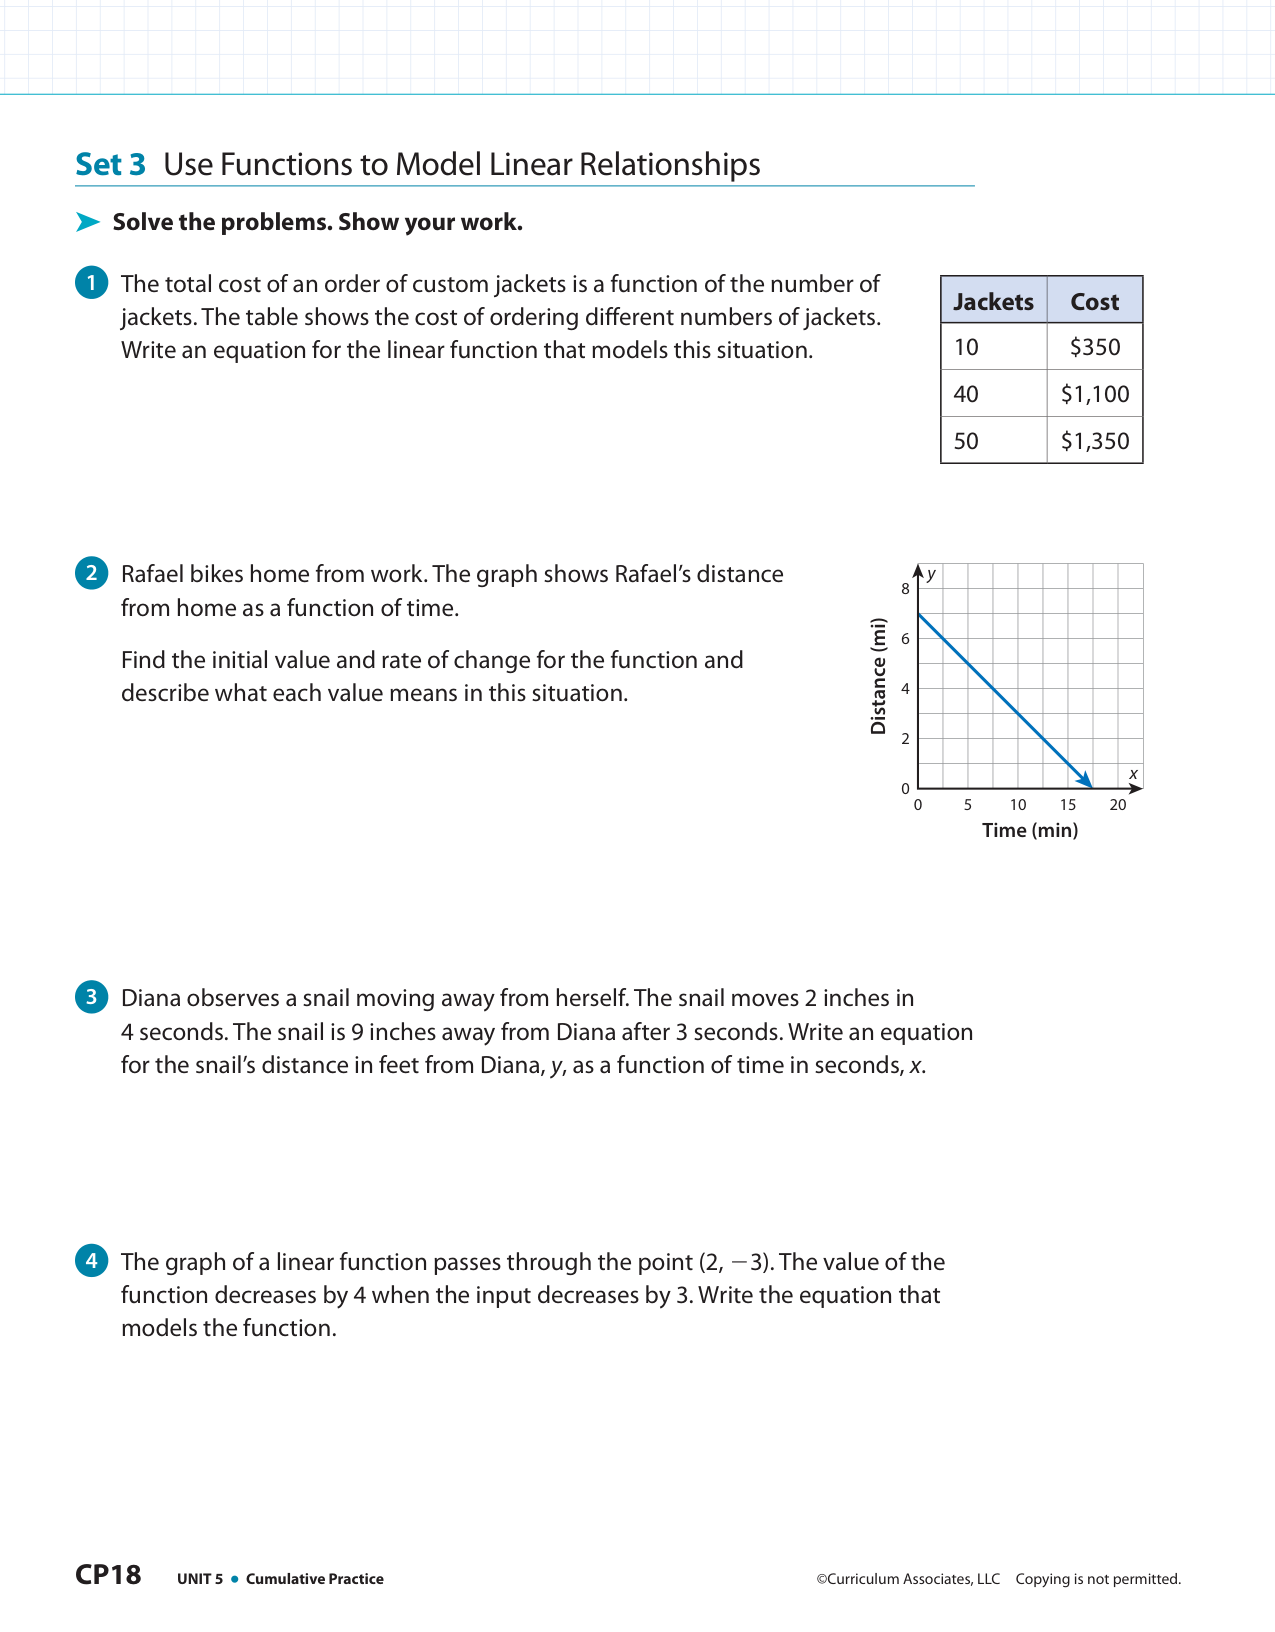 Set 3 Use Functions to Model Linear Relationships
➤ Solve the problems. Show your work.
1 The total cost of an order of custom jackets is a function of the number of
jackets. The table shows the cost of ordering different numbers of jackets.
Write an equation for the linear function that models this situation.
Jackets Cost
10 $350
40 $1,100
50 $1,350
2 Rafael bikes home from work. The graph shows Rafael’s distance
from home as a function of time.
Find the initial value and rate of change for the function and
describe what each value means in this situation.
y
8
6
4
2
0
Distance (mi)
x
0 5 10 15 20
Time (min)
3 Diana observes a snail moving away from herself. The snail moves 2 inches in
4 seconds. The snail is 9 inches away from Diana after 3 seconds. Write an equation
for the snail’s distance in feet from Diana, y, as a function of time in seconds, x.
4 The graph of a linear function passes through the point (2, −3). The value of the
function decreases by 4 when the input decreases by 3. Write the equation that
models the function.
CP18 UNIT 5 • Cumulative Practice
©Curriculum Associates, LLC Copying is not permitted.